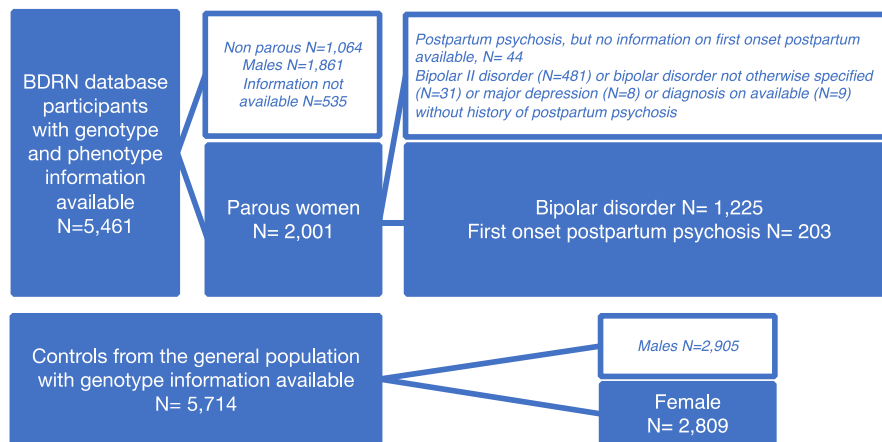 BDRN database
participants
with genotype
and phenotype
information
available
N=5,461
Non parous N=1,064
Males N=1,861
Information not
available N=535
Parous women
N= 2,001
Postpartum psychosis, but no information on first onset postpartum
available, N= 44
Bipolar II disorder (N=481) or bipolar disorder not otherwise specified
(N=31) or major depression (N=8) or diagnosis on available (N=9)
without history of postpartum psychosis
Bipolar disorder N= 1,225
First onset postpartum psychosis N= 203
Controls from the general population
with genotype information available
N= 5,714
Males N=2,905
Female
N= 2,809